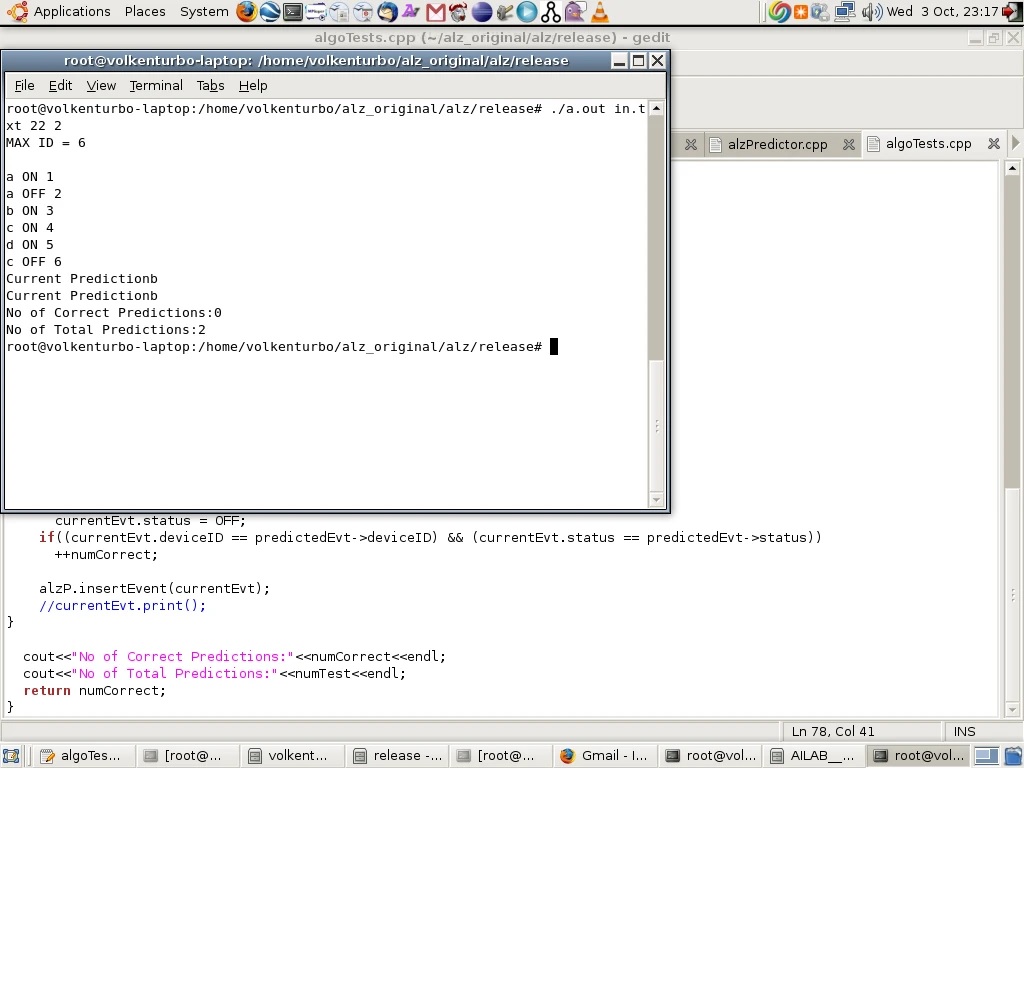 Applications Places System Wed 3 Oct, 23:17
algoTests.cpp (~/alz_original/alz/release) - gedit
root@volkenturbo-laptop: /home/volkenturbo/alz_original/alz/release
File Edit View Terminal Tabs Help
root@volkenturbo-laptop:/home/volkenturbo/alz_original/alz/release# ./a.out in.t
xt 22 2
MAX ID = 6
a ON 1
a OFF 2
b ON 3
c ON 4
d ON 5
c OFF 6
Current Predictionb
Current Predictionb
No of Correct Predictions:0
No of Total Predictions:2
root@volkenturbo-laptop:/home/volkenturbo/alz_original/alz/release#
alzPredictor.cpp algoTests.cpp
currentEvt.status = OFF;
if((currentEvt.deviceID == predictedEvt->deviceID) && (currentEvt.status == predictedEvt->status))
++numCorrect;
alzP.insertEvent(currentEvt);
//currentEvt.print();
}
cout<<"No of Correct Predictions:"<<numCorrect<<endl;
cout<<"No of Total Predictions:"<<numTest<<endl;
return numCorrect;
}
Ln 78, Col 41 INS
algoTes... [root@... volkent... release -... [root@... Gmail - I... root@vol... AILAB__... root@vol...